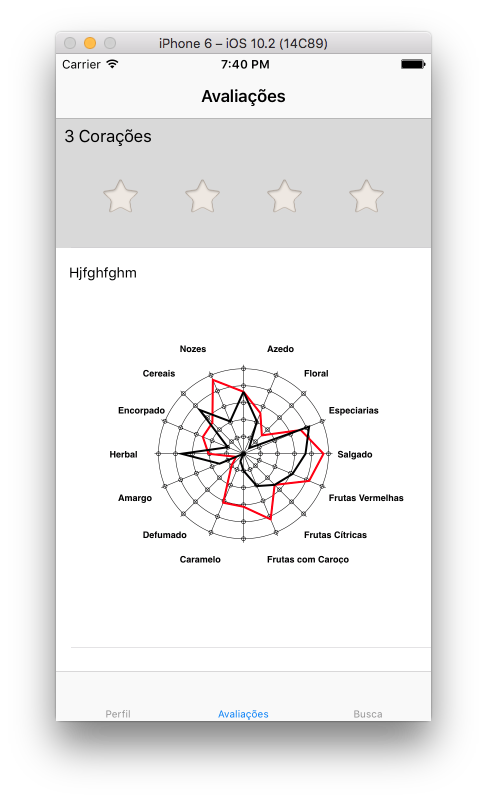 iPhone 6 – iOS 10.2 (14C89)
Carrier 7:40 PM
Avaliações
3 Corações
Hjfghfghm
Nozes Azedo
Cereais Floral
Encorpado Especiarias
Herbal Salgado
Amargo Frutas Vermelhas
Defumado Frutas Cítricas
Caramelo Frutas com Caroço
Perfil Avaliações Busca